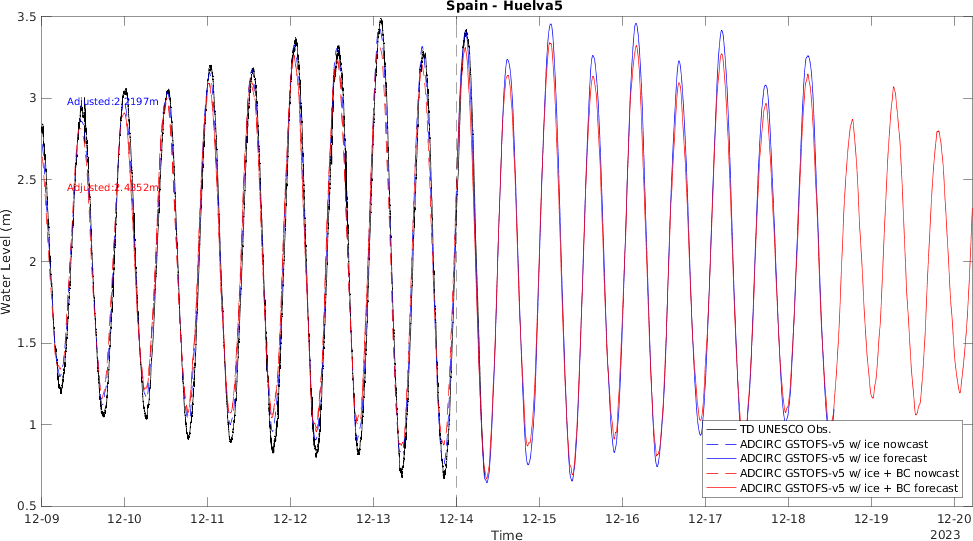 Spain - Huelva5
3.5
3
2.5
2
1.5
1
0.5
Water Level (m)
Adjusted:2.2197m
Adjusted:2.4352m
TD UNESCO Obs.
ADCIRC GSTOFS-v5 w/ ice nowcast
ADCIRC GSTOFS-v5 w/ ice forecast
ADCIRC GSTOFS-v5 w/ ice + BC nowcast
ADCIRC GSTOFS-v5 w/ ice + BC forecast
12-09 12-10 12-11 12-12 12-13 12-14 12-15 12-16 12-17 12-18 12-19 12-20
Time
2023